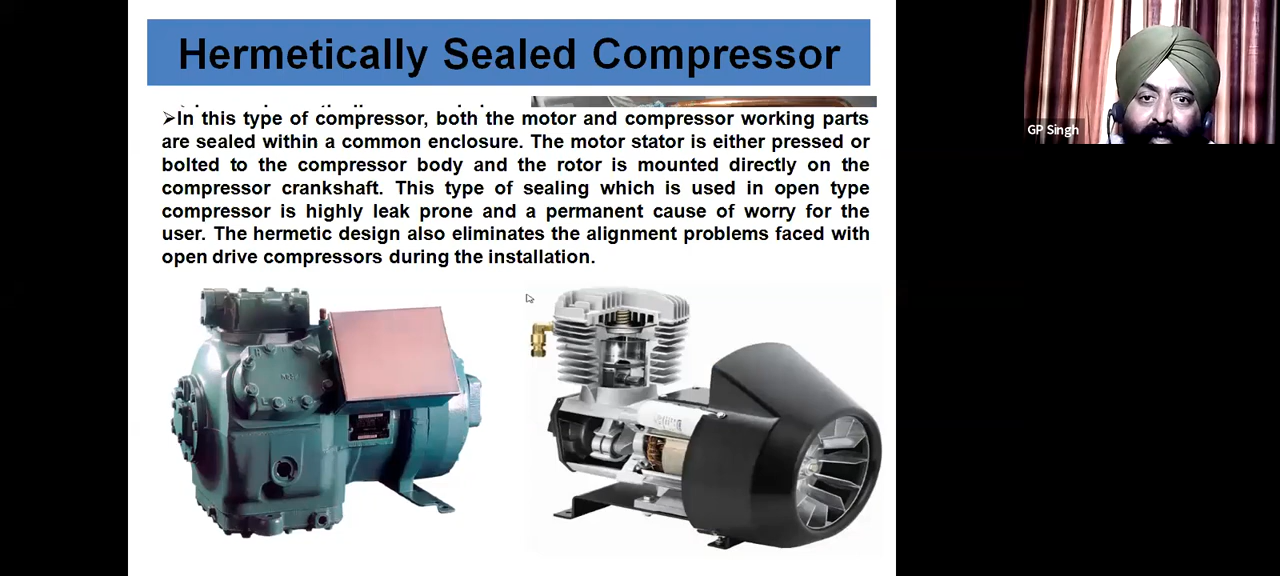 Hermetically Sealed Compressor
➢In this type of compressor, both the motor and compressor working parts
are sealed within a common enclosure. The motor stator is either pressed or
bolted to the compressor body and the rotor is mounted directly on the
compressor crankshaft. This type of sealing which is used in open type
compressor is highly leak prone and a permanent cause of worry for the
user. The hermetic design also eliminates the alignment problems faced with
open drive compressors during the installation.
GP Singh